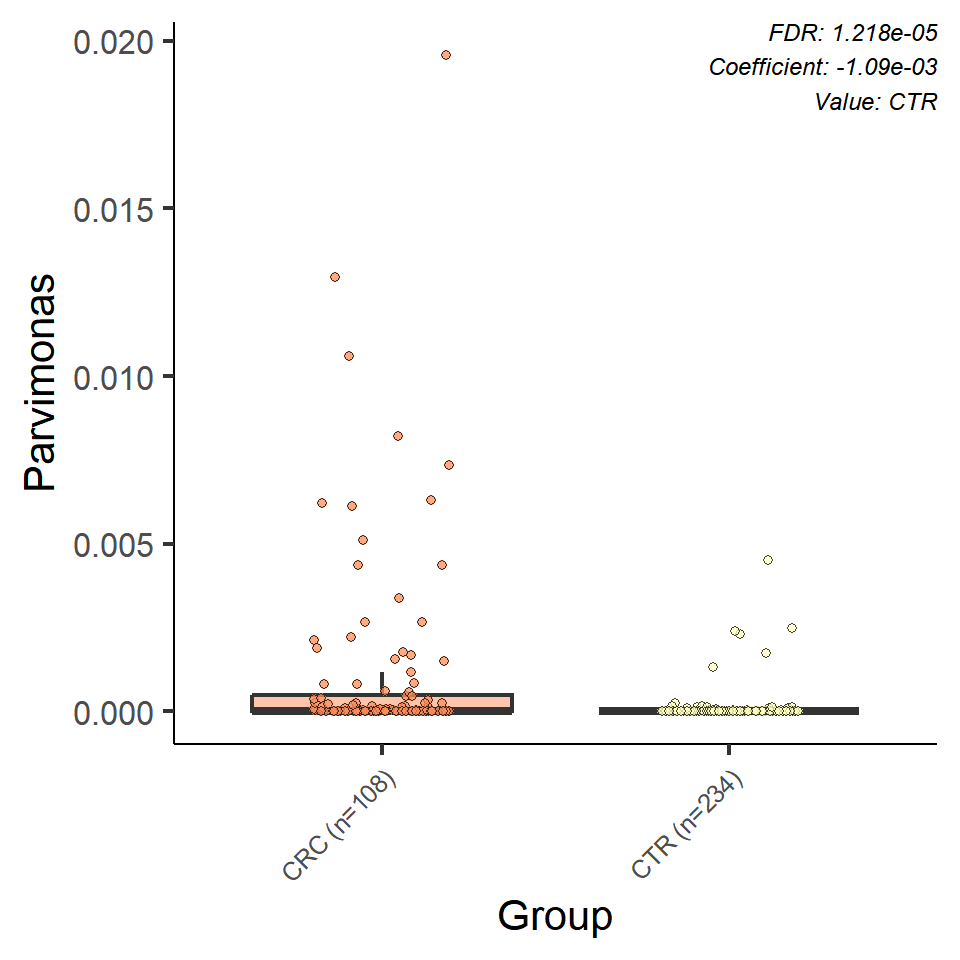 FDR: 1.218e-05
Coefficient: -1.09e-03
Value: CTR
0.020
0.015
0.010
0.005
0.000
Parvimonas
CRC (n=108)
CTR (n=234)
Group